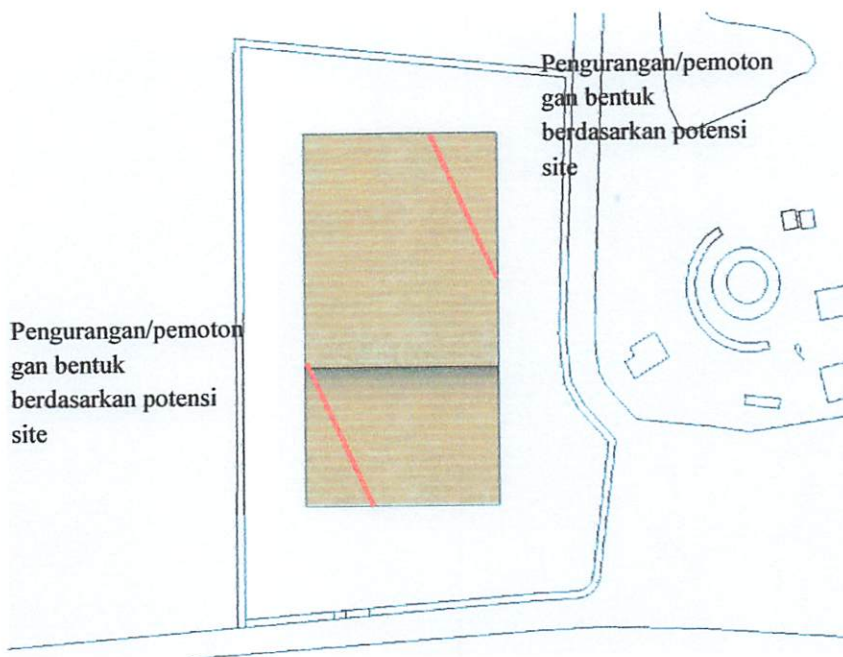 Pengurangan/pemoton
gan bentuk
berdasarkan potensi
site
Pengurangan/pemoton
gan bentuk
berdasarkan potensi
site